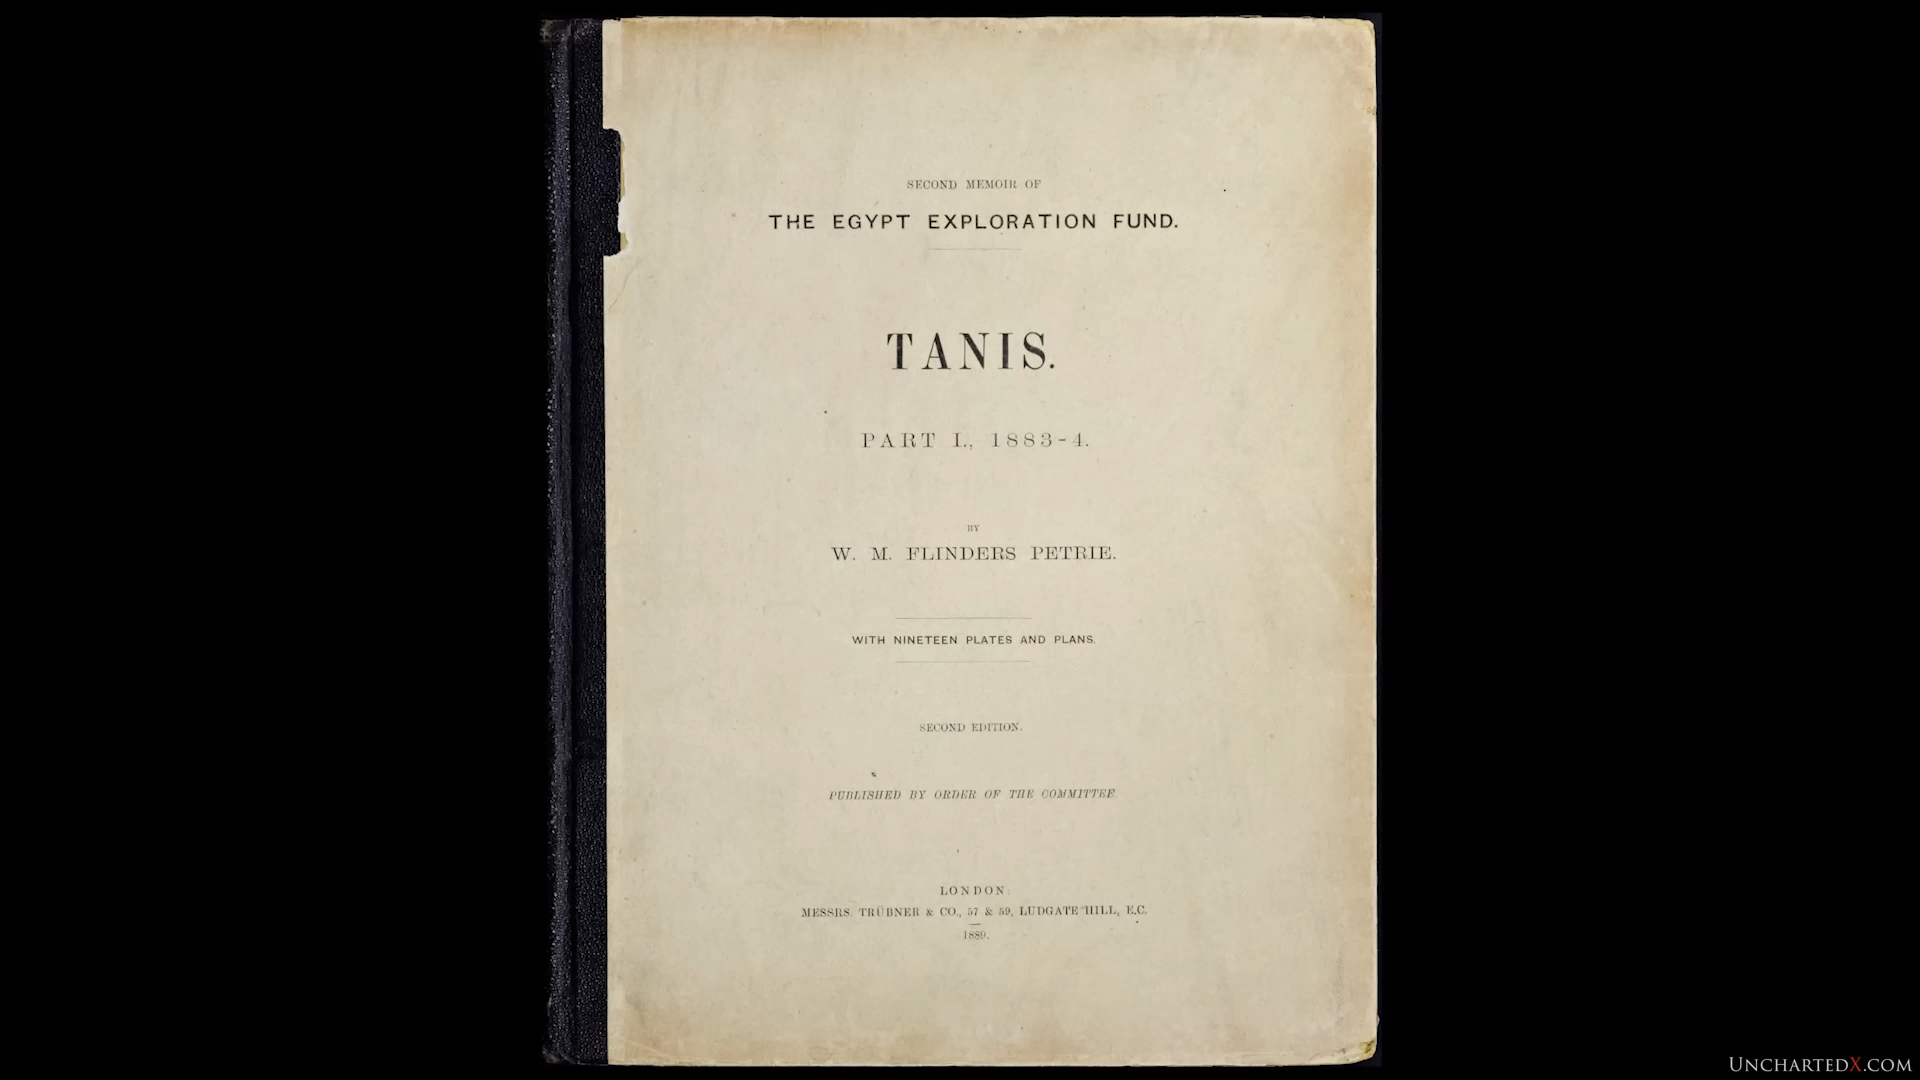 SECOND MEMOIR OF
THE EGYPT EXPLORATION FUND.
TANIS.
PART I., 1883-4.
BY
W. M. FLINDERS PETRIE.
WITH NINETEEN PLATES AND PLANS.
SECOND EDITION.
PUBLISHED BY ORDER OF THE COMMITTEE.
LONDON:
MESSRS. TRÜBNER & CO., 57 & 59, LUDGATE HILL, E.C.
1889.
UNCHARTEDX.COM